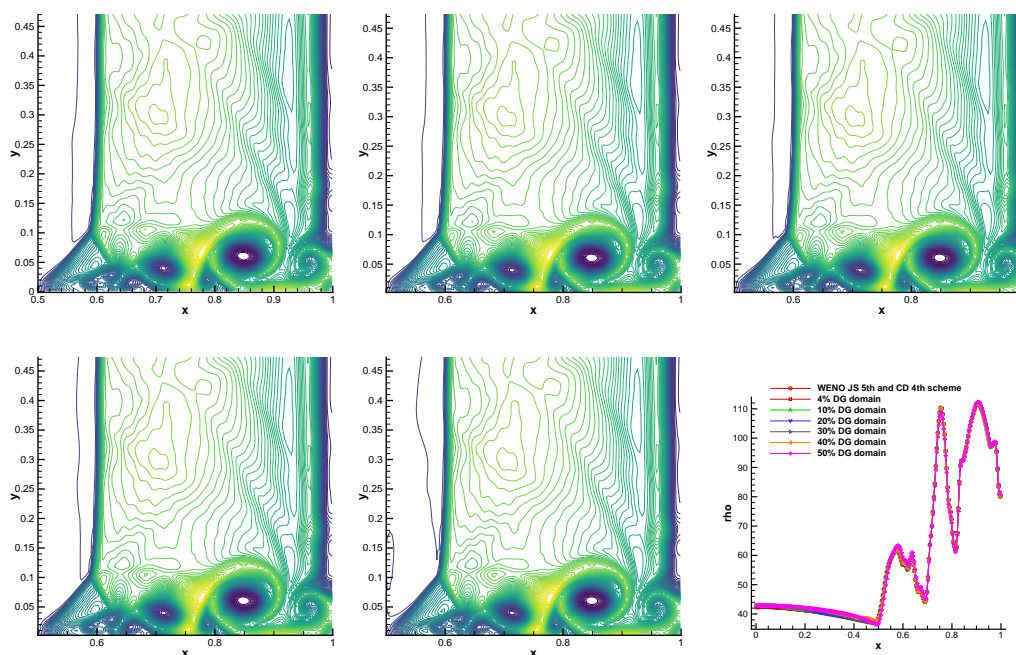 0.45
0.4
0.35
0.3
0.25
y
0.2
0.15
0.1
0.05
0
0.5 0.6 0.7 0.8 0.9 1
x
0.45
0.4
0.35
0.3
0.25
y
0.2
0.15
0.1
0.05
0.6 0.8 1
x
0.45
0.4
0.35
0.3
0.25
y
0.2
0.15
0.1
0.05
0.6 0.8
x
0.45
0.4
0.35
0.3
0.25
y
0.2
0.15
0.1
0.05
0.6 0.8 1
x
0.45
0.4
0.35
0.3
0.25
y
0.2
0.15
0.1
0.05
0.6 0.8 1
x
WENO JS 5th and CD 4th scheme
4% DG domain
10% DG domain
20% DG domain
30% DG domain
40% DG domain
50% DG domain
110
100
90
80
rho
70
60
50
40
0 0.2 0.4 0.6 0.8 1
x